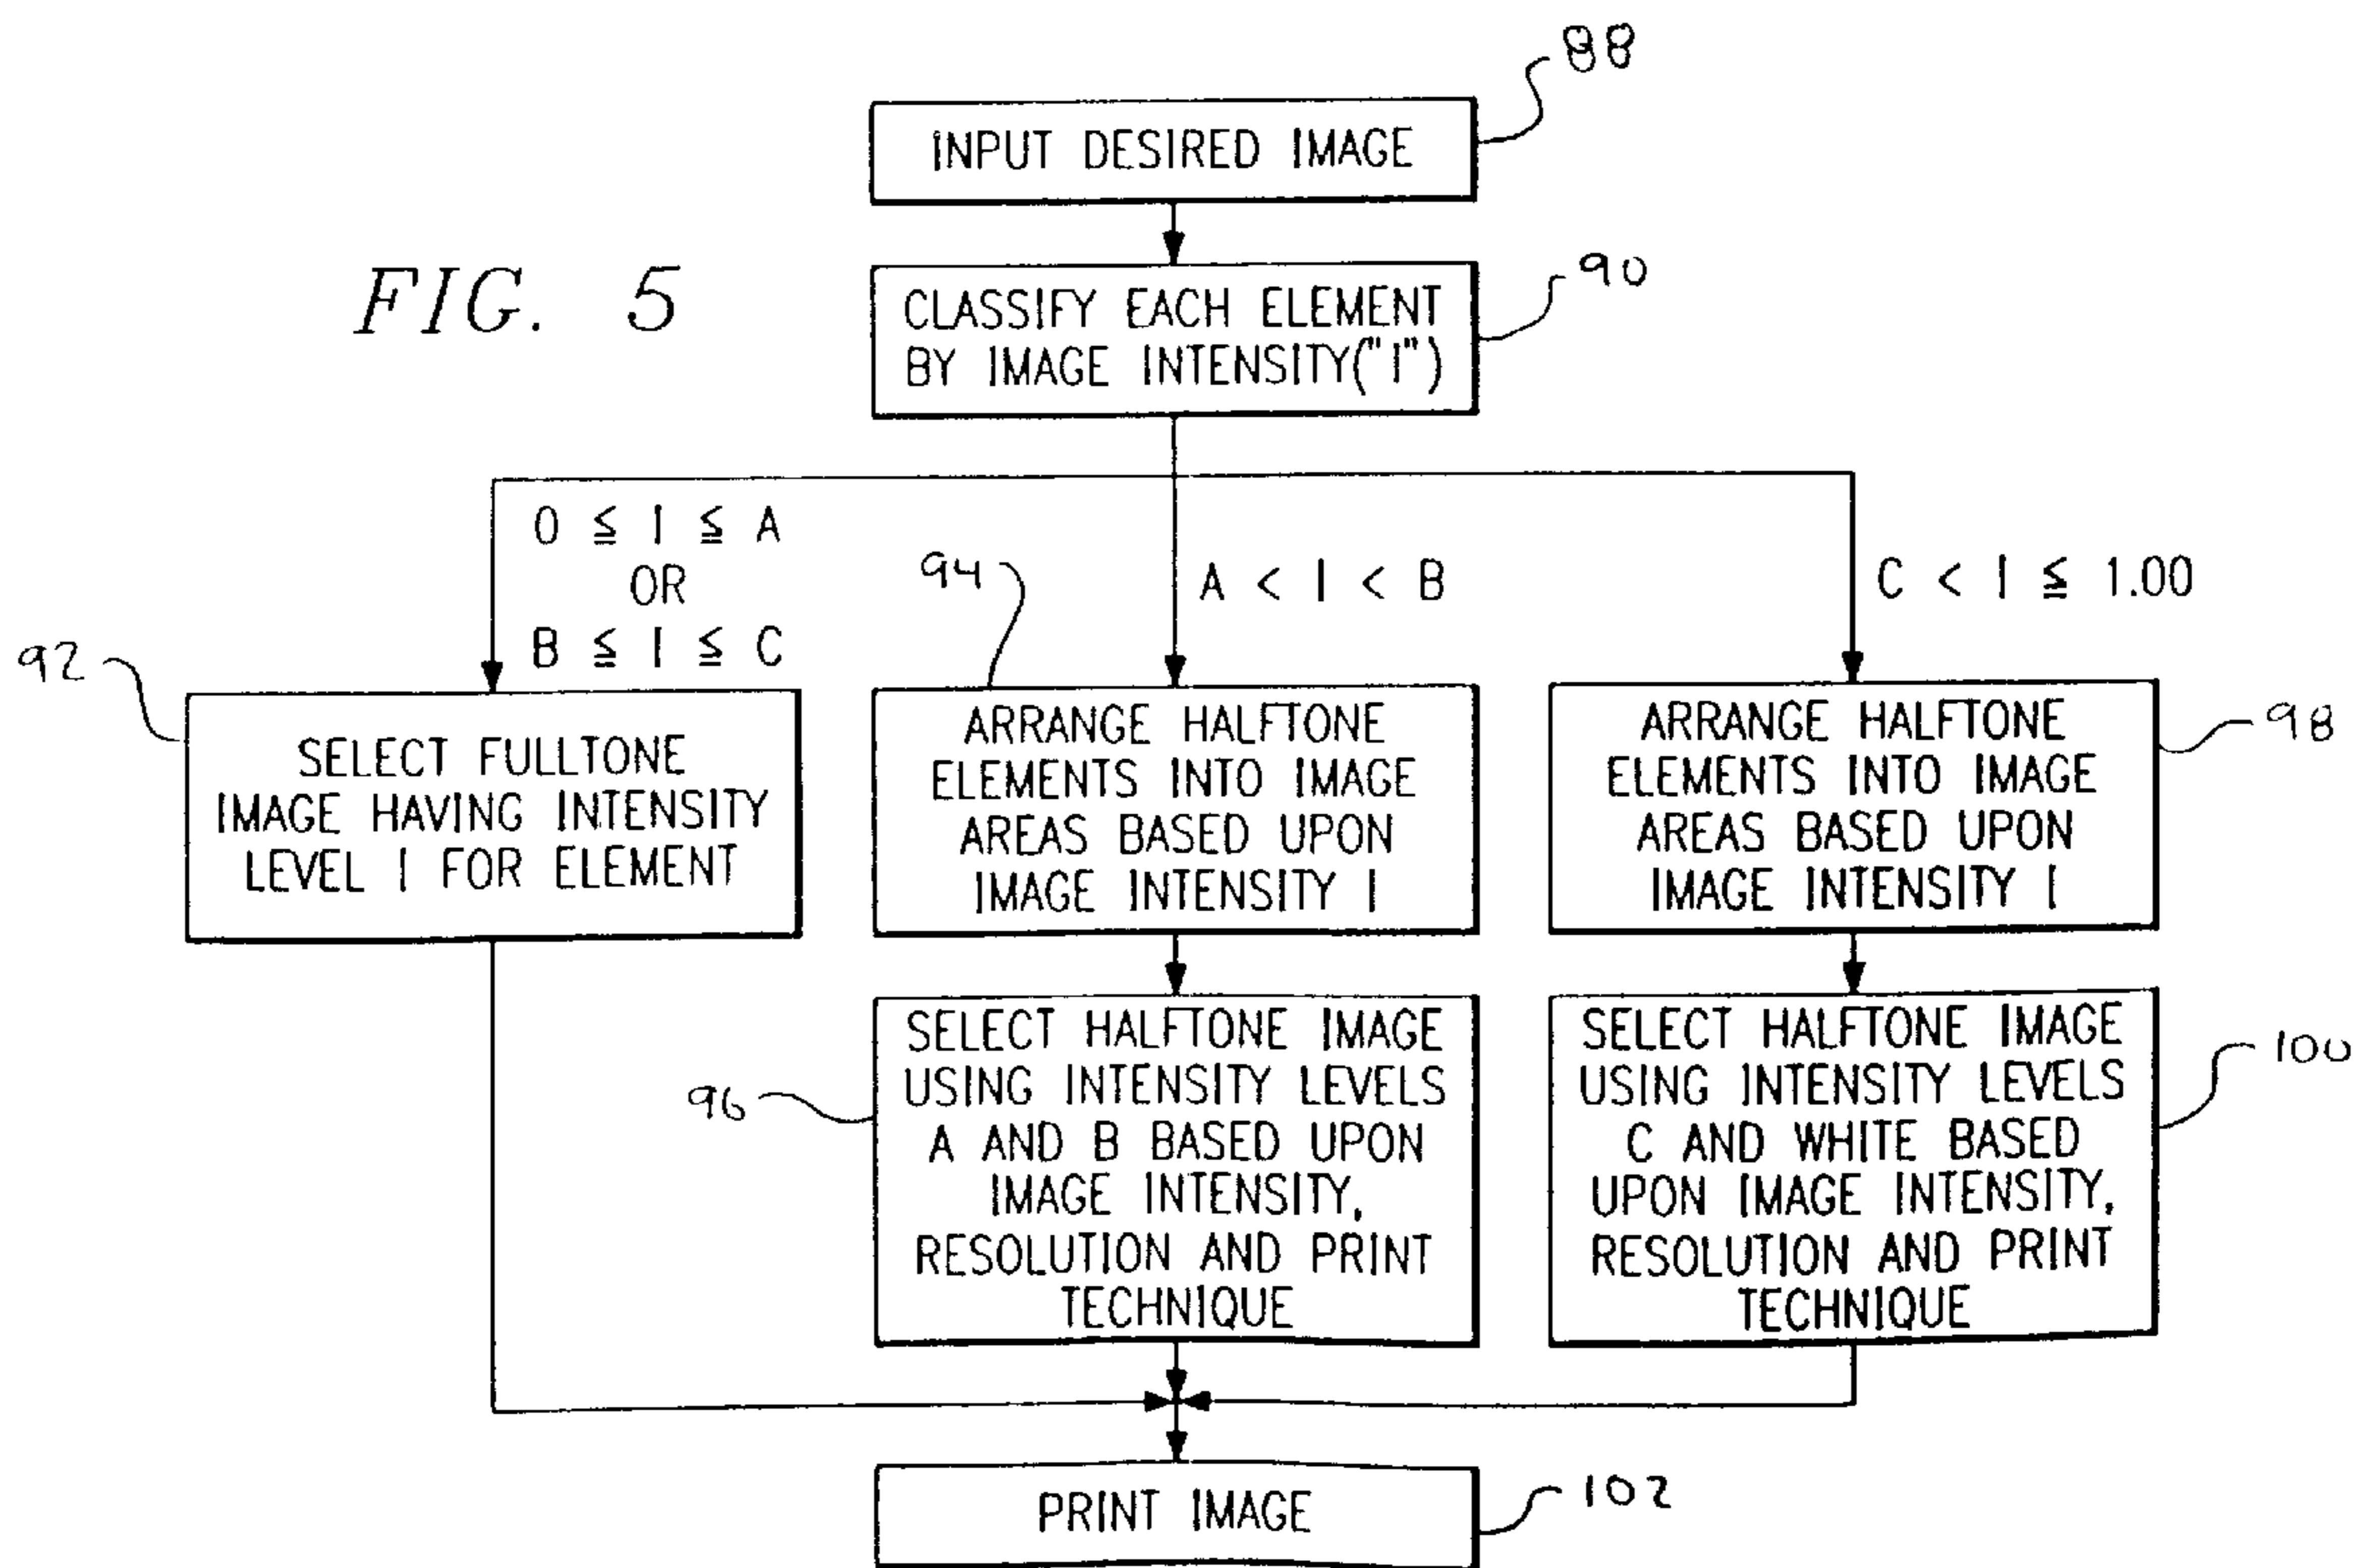 88
INPUT DESIRED IMAGE
FIG. 5
90
CLASSIFY EACH ELEMENT
BY IMAGE INTENSITY("I")
0 ≦ I ≦ A
OR
B ≦ I ≦ C
94
A < I < B
C < I ≦ 1.00
92
SELECT FULLTONE
IMAGE HAVING INTENSITY
LEVEL I FOR ELEMENT
ARRANGE HALFTONE
ELEMENTS INTO IMAGE
AREAS BASED UPON
IMAGE INTENSITY I
ARRANGE HALFTONE
ELEMENTS INTO IMAGE
AREAS BASED UPON
IMAGE INTENSITY I
98
96
SELECT HALFTONE IMAGE
USING INTENSITY LEVELS
A AND B BASED UPON
IMAGE INTENSITY,
RESOLUTION AND PRINT
TECHNIQUE
SELECT HALFTONE IMAGE
USING INTENSITY LEVELS
C AND WHITE BASED
UPON IMAGE INTENSITY,
RESOLUTION AND PRINT
TECHNIQUE
100
PRINT IMAGE
102